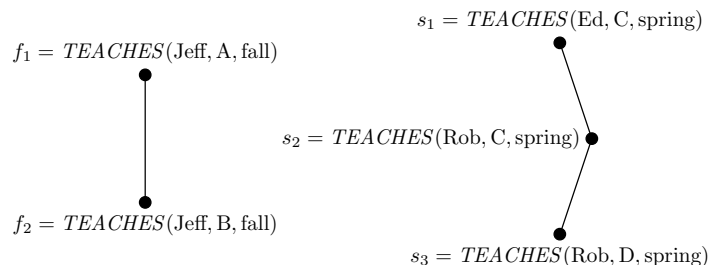 f₁ = TEACHES(Jeff, A, fall)
f₂ = TEACHES(Jeff, B, fall)
s₁ = TEACHES(Ed, C, spring)
s₂ = TEACHES(Rob, C, spring)
s₃ = TEACHES(Rob, D, spring)